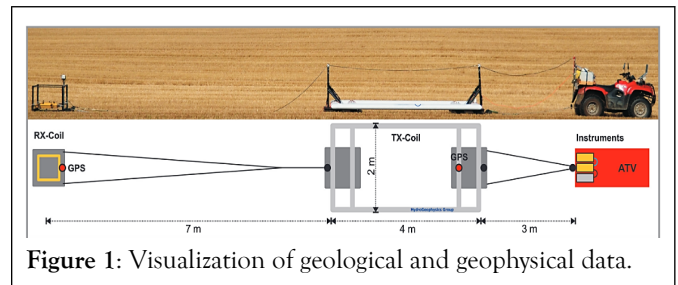 RX-Coil
TX-Coil
Instruments
GPS
GPS
ATV
2 m
HydroGeophysics Group
7 m
4 m
3 m
Figure 1: Visualization of geological and geophysical data.